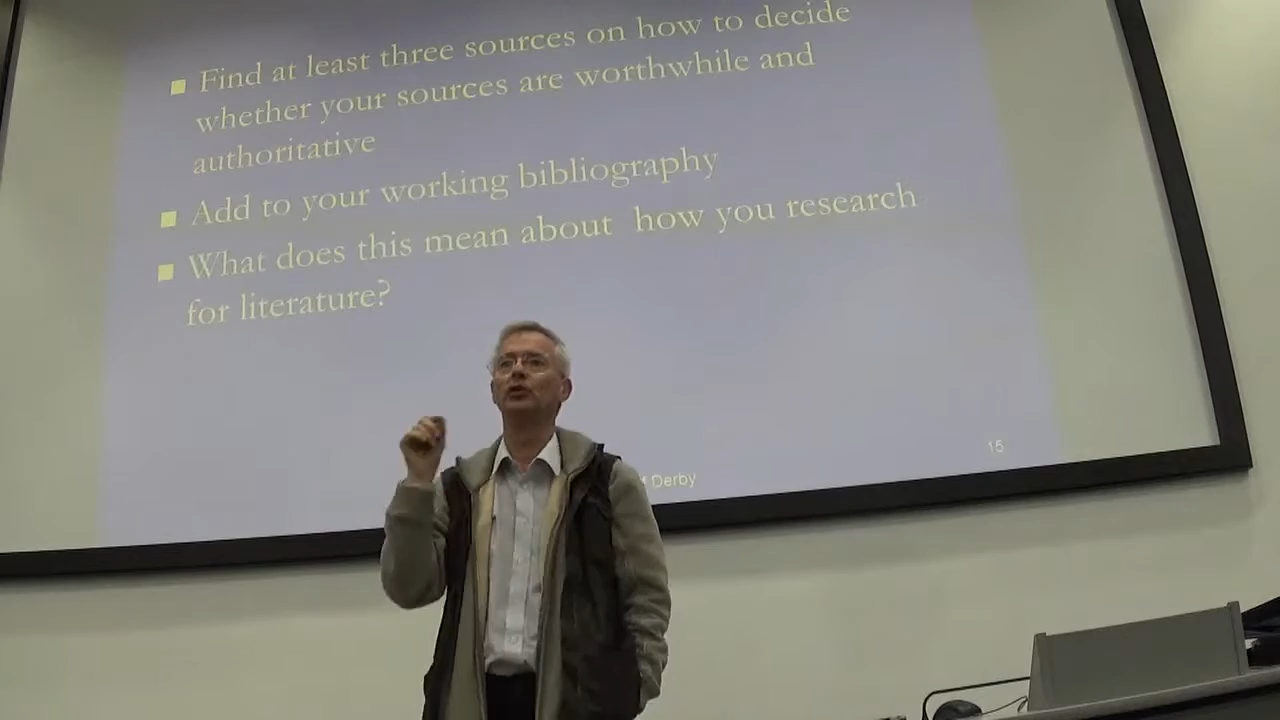 Find at least three sources on how to decide
whether your sources are worthwhile and
authoritative
Add to your working bibliography
What does this mean about how you research
for literature?
Derby
15